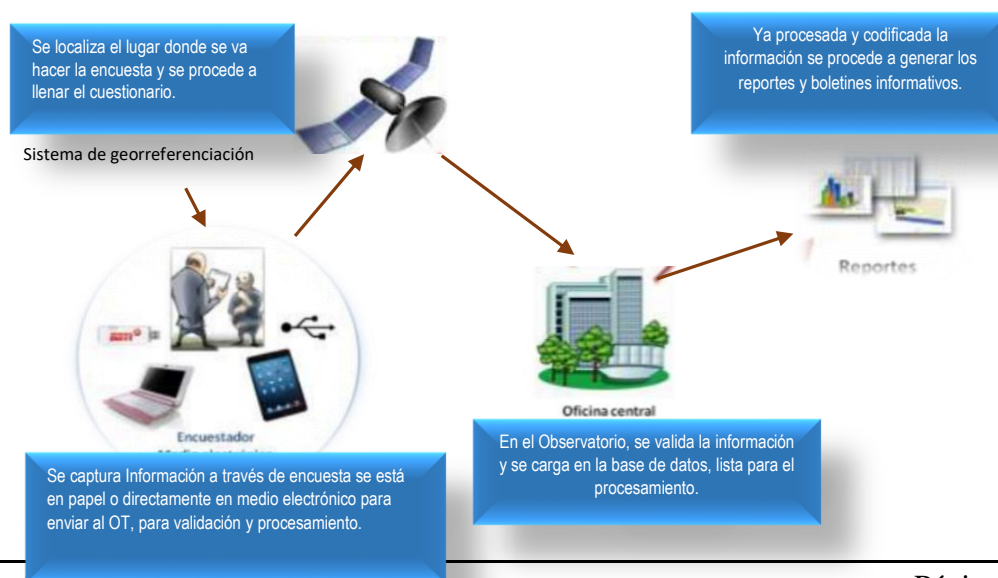 Se localiza el lugar donde se va
hacer la encuesta y se procede a
llenar el cuestionario.
Sistema de georreferenciación
Ya procesada y codificada la
información se procede a generar los
reportes y boletines informativos.
Reportes
Encuestador
Oficina central
En el Observatorio, se valida la información
y se carga en la base de datos, lista para el
procesamiento.
Se captura Información a través de encuesta se está
en papel o directamente en medio electrónico para
enviar al OT, para validación y procesamiento.